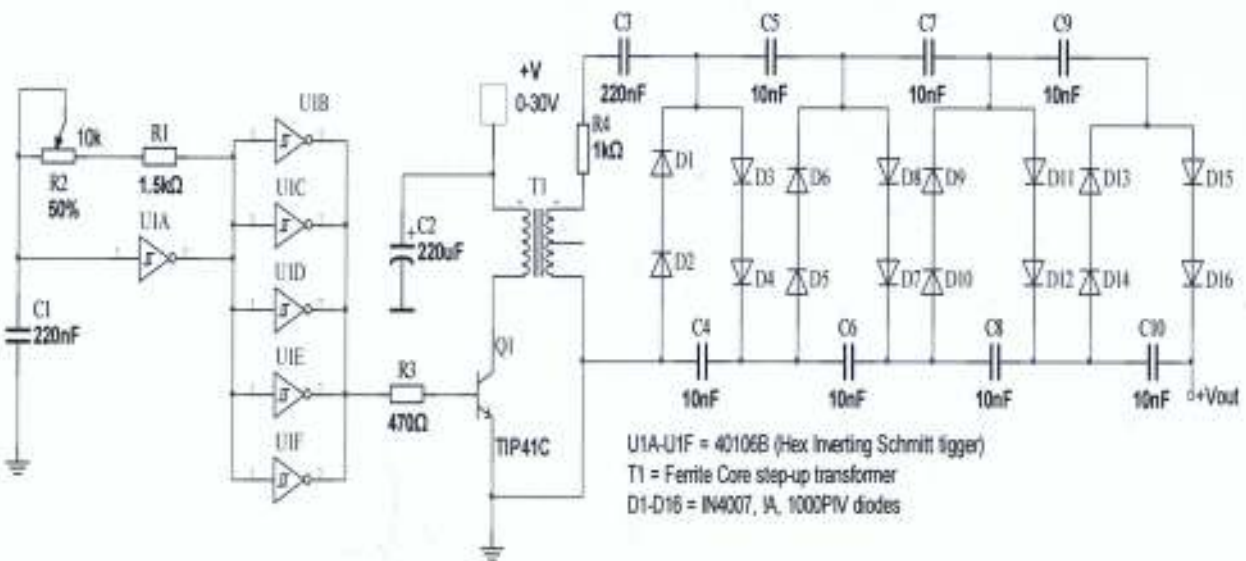 C3
C5
C7
C9
+V
0-30V
220nF
10nF
10nF
10nF
U1B
10k
R1
R4
1kΩ
R2
50%
1.5kΩ
U1C
T1
D1
D3
D6
D8
D9
D11
D13
D15
U1A
C2
220uF
+
U1D
D2
D4
D5
D7
D10
D12
D14
D16
C1
220nF
U1E
R3
Q1
C4
C6
C8
C10
470Ω
10nF
10nF
10nF
10nF
+Vout
U1F
TIP41C
U1A-U1F = 40106B (Hex Inverting Schmitt tigger)
T1 = Ferrite Core step-up transformer
D1-D16 = IN4007, 1A, 1000PIV diodes